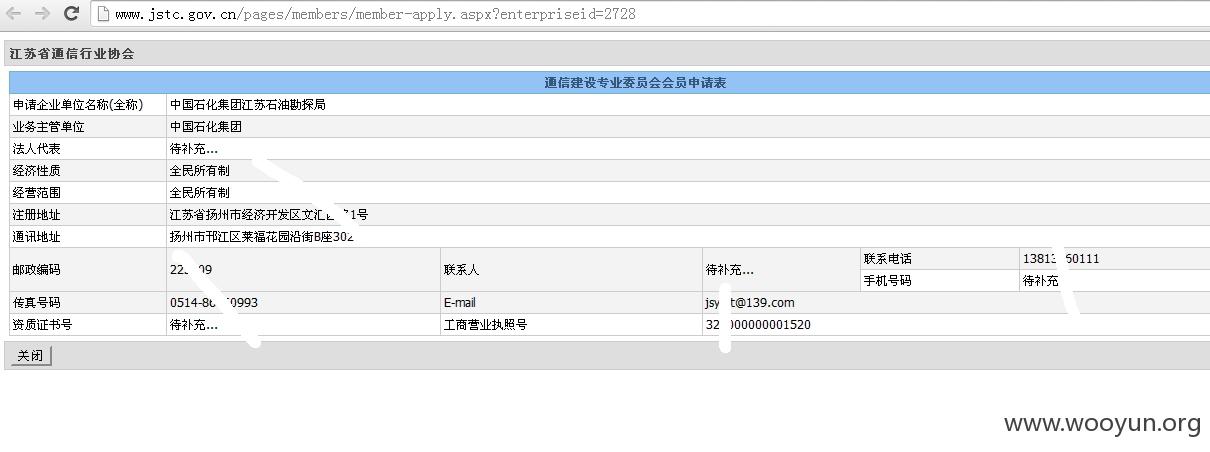 www.jstc.gov.cn/pages/members/member-apply.aspx?enterpriseid=2728
江苏省通信行业协会
通信建设专业委员会会员申请表
申请企业单位名称(全称) 中国石化集团江苏石油勘探局
业务主管单位 中国石化集团
法人代表 待补充...
经济性质 全民所有制
经营范围 全民所有制
注册地址 江苏省扬州市经济开发区文汇 1号
通讯地址 扬州市邗江区莱福花园沿街B座302
邮政编码 22 09 联系人 待补充... 联系电话 1381 60111
手机号码 待补充
传真号码 0514-86 0993 E-mail jsy t@139.com
资质证书号 待补充... 工商营业执照号 32 000000001520
关闭
www.wooyun.org